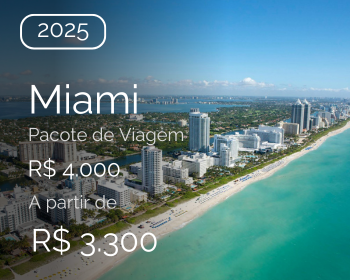 2025
Miami
Pacote de Viagem
R$ 4.000
A partir de
R$ 3.300